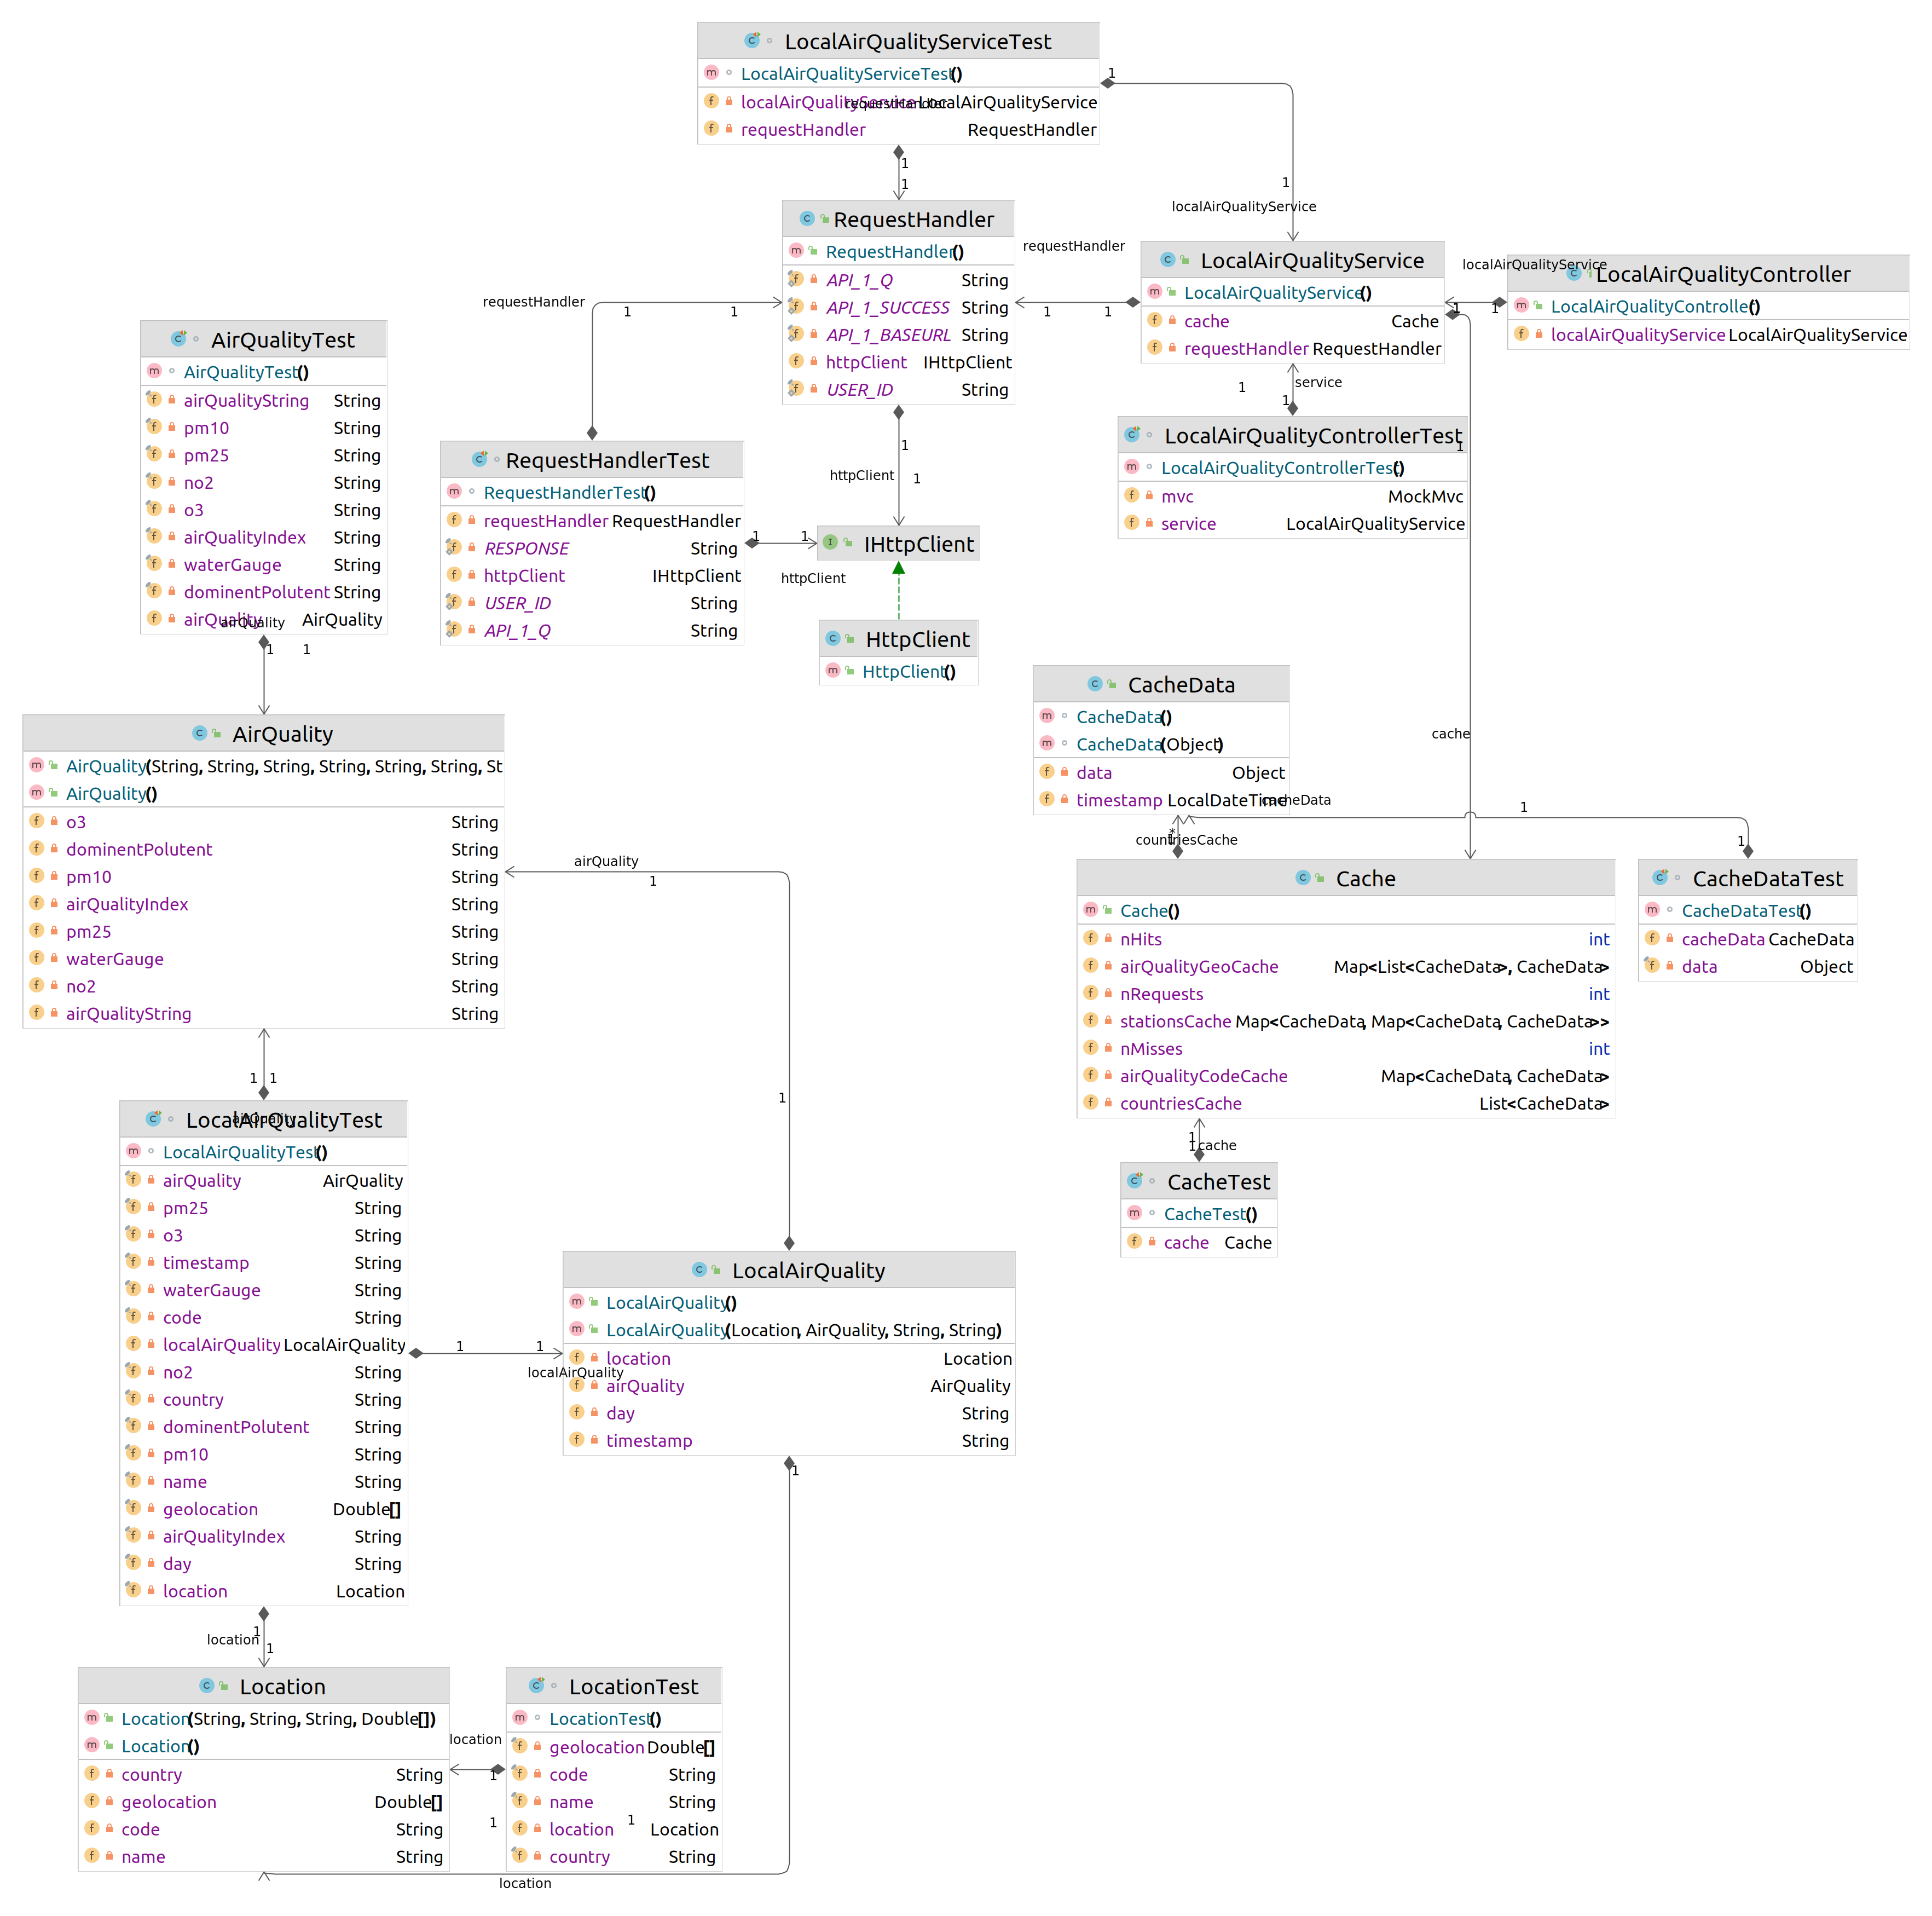 LocalAirQualityServiceTest
LocalAirQualityServiceTest()
localAirQualityService LocalAirQualityService
requestHandler RequestHandler
requestHandler
1
1
1
1
localAirQualityService
RequestHandler
RequestHandler()
API_1_Q String
API_1_SUCCESS String
API_1_BASEURL String
httpClient IHttpClient
USER_ID String
requestHandler
1
1
LocalAirQualityService
LocalAirQualityService()
cache Cache
requestHandler RequestHandler
localAirQualityService
1
1
LocalAirQualityController
LocalAirQualityController()
localAirQualityService LocalAirQualityService
requestHandler
1
1
service
1
1
LocalAirQualityControllerTest
LocalAirQualityControllerTest()
mvc MockMvc
service LocalAirQualityService
1
AirQualityTest
AirQualityTest()
airQualityString String
pm10 String
pm25 String
no2 String
o3 String
airQualityIndex String
waterGauge String
dominentPolutent String
airQuality AirQuality
airQuality
1
1
RequestHandlerTest
RequestHandlerTest()
requestHandler RequestHandler
RESPONSE String
httpClient IHttpClient
USER_ID String
API_1_Q String
1
httpClient
1
1
1
httpClient
IHttpClient
HttpClient
HttpClient()
CacheData
CacheData()
CacheData(Object)
data Object
timestamp LocalDateTime
cacheData
1
1
cache
*
1
countriesCache
AirQuality
AirQuality(String, String, String, String, String, String, St
AirQuality()
o3 String
dominentPolutent String
pm10 String
airQualityIndex String
pm25 String
waterGauge String
no2 String
airQualityString String
airQuality
1
1
Cache
Cache()
nHits int
airQualityGeoCache Map<List<CacheData>, CacheData>
nRequests int
stationsCache Map<CacheData, Map<CacheData, CacheData>>
nMisses int
airQualityCodeCache Map<CacheData, CacheData>
countriesCache List<CacheData>
CacheDataTest
CacheDataTest()
cacheData CacheData
data Object
1
1
cache
CacheTest
CacheTest()
cache Cache
1
1
airQuality
LocalAirQualityTest
LocalAirQualityTest()
airQuality AirQuality
pm25 String
o3 String
timestamp String
waterGauge String
code String
localAirQuality LocalAirQuality
no2 String
country String
dominentPolutent String
pm10 String
name String
geolocation Double[]
airQualityIndex String
day String
location Location
1
1
localAirQuality
LocalAirQuality
LocalAirQuality()
LocalAirQuality(Location, AirQuality, String, String)
location Location
airQuality AirQuality
day String
timestamp String
1
1
location
1
Location
Location(String, String, String, Double[])
Location()
country String
geolocation Double[]
code String
name String
location
1
1
LocationTest
LocationTest()
geolocation Double[]
code String
name String
location Location
country String
1
location